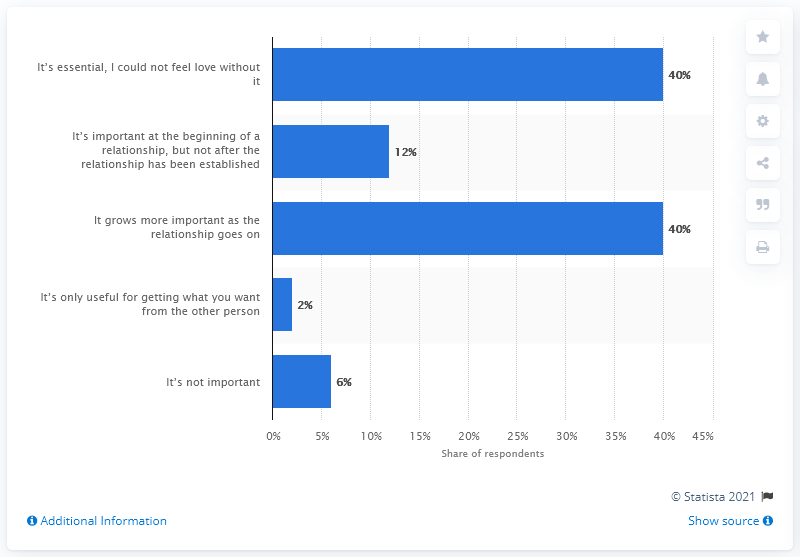 It’s essential, I could not feel love without
it
40%
It’s important at the beginning of a
relationship, but not after the
relationship has been established
12%
It grows more important as the
relationship goes on
40%
It’s only useful for getting what you want
from the other person
2%
It’s not important
6%
0% 5% 10% 15% 20% 25% 30% 35% 40% 45%
Share of respondents
© Statista 2021
Additional Information
Show source